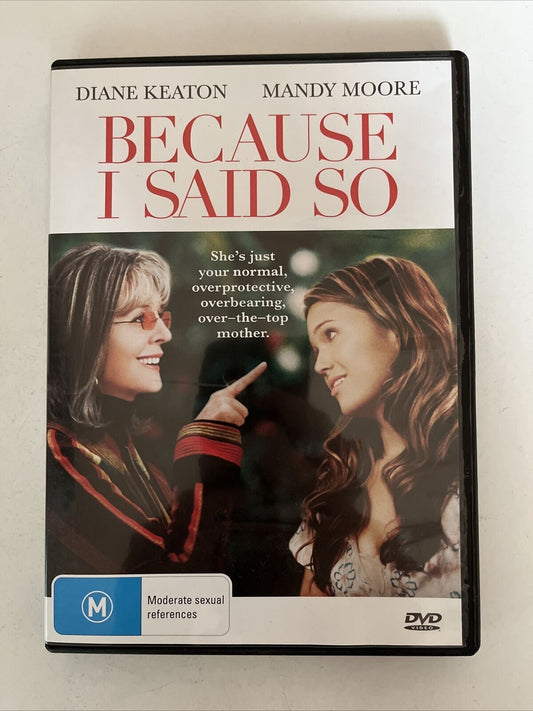 DIANE KEATON MANDY MOORE
BECAUSE
I SAID SO
She's just
your normal,
overprotective,
overbearing,
over–the–top
mother.
M
Moderate sexual
references
DVD
VIDEO